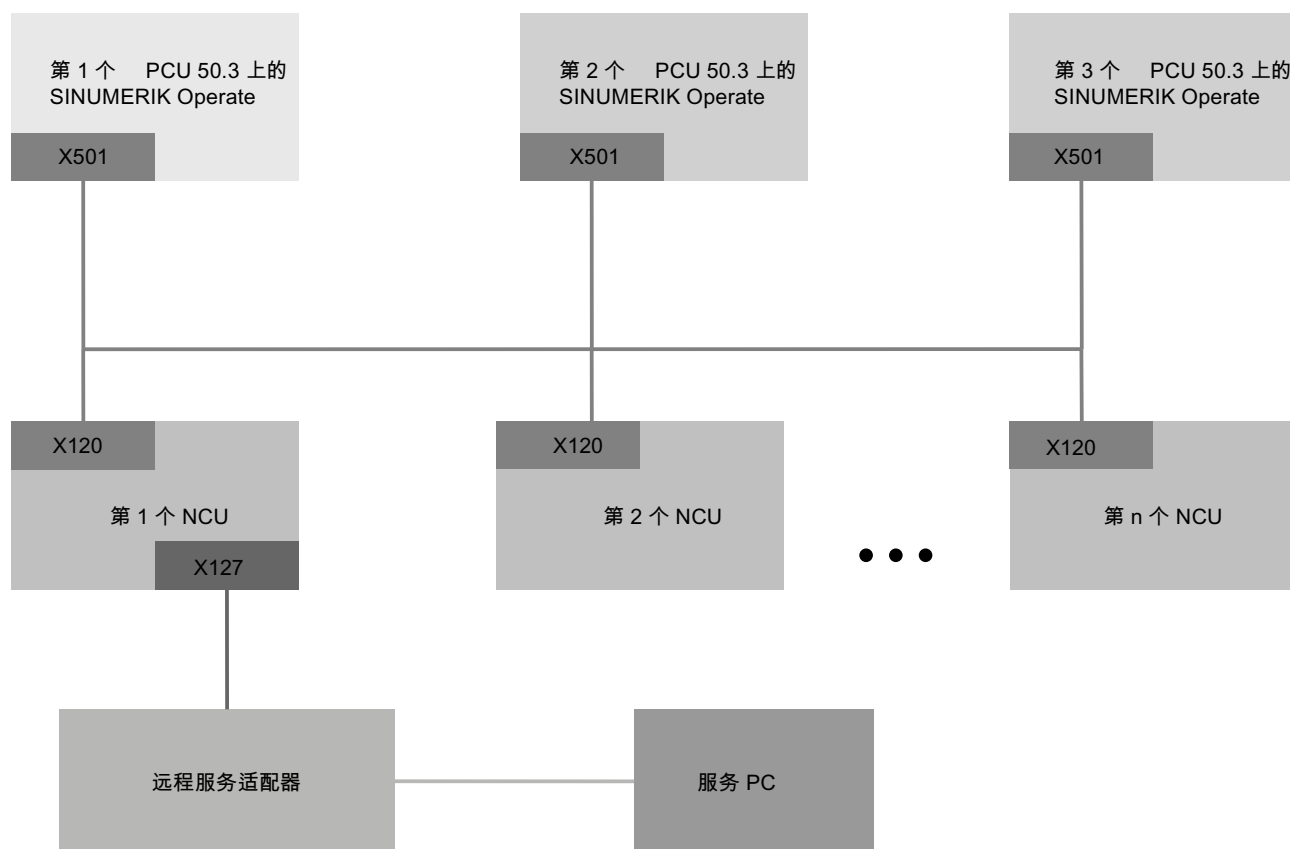 第 1 个 PCU 50.3 上的
SINUMERIK Operate
X501
第 2 个 PCU 50.3 上的
SINUMERIK Operate
X501
第 3 个 PCU 50.3 上的
SINUMERIK Operate
X501
X120
第 1 个 NCU
X127
X120
第 2 个 NCU
X120
第 n 个 NCU
远程服务适配器
服务 PC